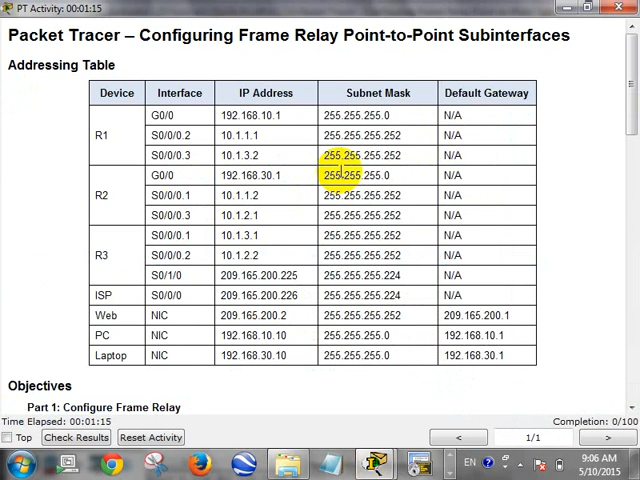 PT Activity: 00:01:15
Packet Tracer – Configuring Frame Relay Point-to-Point Subinterfaces
Addressing Table
Device Interface IP Address Subnet Mask Default Gateway
R1 G0/0 192.168.10.1 255.255.255.0 N/A
S0/0/0.2 10.1.1.1 255.255.255.252 N/A
S0/0/0.3 10.1.3.2 255.255.255.252 N/A
R2 G0/0 192.168.30.1 255.255.255.0 N/A
S0/0/0.1 10.1.1.2 255.255.255.252 N/A
S0/0/0.3 10.1.2.1 255.255.255.252 N/A
R3 S0/0/0.1 10.1.3.1 255.255.255.252 N/A
S0/0/0.2 10.1.2.2 255.255.255.252 N/A
S0/1/0 209.165.200.225 255.255.255.224 N/A
ISP S0/0/0 209.165.200.226 255.255.255.224 N/A
Web NIC 209.165.200.2 255.255.255.252 209.165.200.1
PC NIC 192.168.10.10 255.255.255.0 192.168.10.1
Laptop NIC 192.168.30.10 255.255.255.0 192.168.30.1
Objectives
Part 1: Configure Frame Relay
Time Elapsed: 00:01:15 Completion: 0/100
Top Check Results Reset Activity < 1/1 >
EN 9:06 AM
5/10/2015